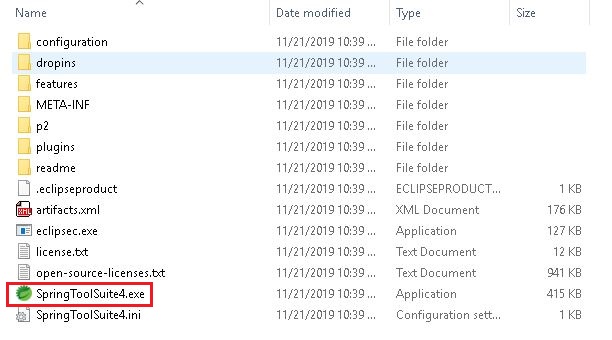 Name Date modified Type Size
configuration 11/21/2019 10:39 ... File folder
dropins 11/21/2019 10:39 ... File folder
features 11/21/2019 10:39 ... File folder
META-INF 11/21/2019 10:39 ... File folder
p2 11/21/2019 10:39 ... File folder
plugins 11/21/2019 10:39 ... File folder
readme 11/21/2019 10:39 ... File folder
.eclipseproduct 11/21/2019 10:39 ... ECLIPSEPRODUCT... 1 KB
artifacts.xml 11/21/2019 10:39 ... XML Document 176 KB
eclipsec.exe 11/21/2019 10:39 ... Application 127 KB
license.txt 11/21/2019 10:39 ... Text Document 12 KB
open-source-licenses.txt 11/21/2019 10:39 ... Text Document 941 KB
SpringToolSuite4.exe 11/21/2019 10:39 ... Application 415 KB
SpringToolSuite4.ini 11/21/2019 10:39 ... Configuration sett... 1 KB